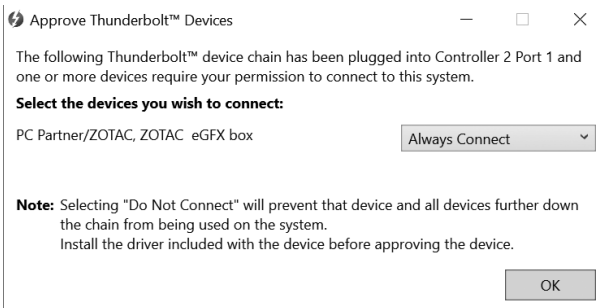 Approve Thunderbolt™ Devices
The following Thunderbolt™ device chain has been plugged into Controller 2 Port 1 and
one or more devices require your permission to connect to this system.
Select the devices you wish to connect:
PC Partner/ZOTAC, ZOTAC eGFX box
Always Connect
Note: Selecting "Do Not Connect" will prevent that device and all devices further down
the chain from being used on the system.
Install the driver included with the device before approving the device.
OK